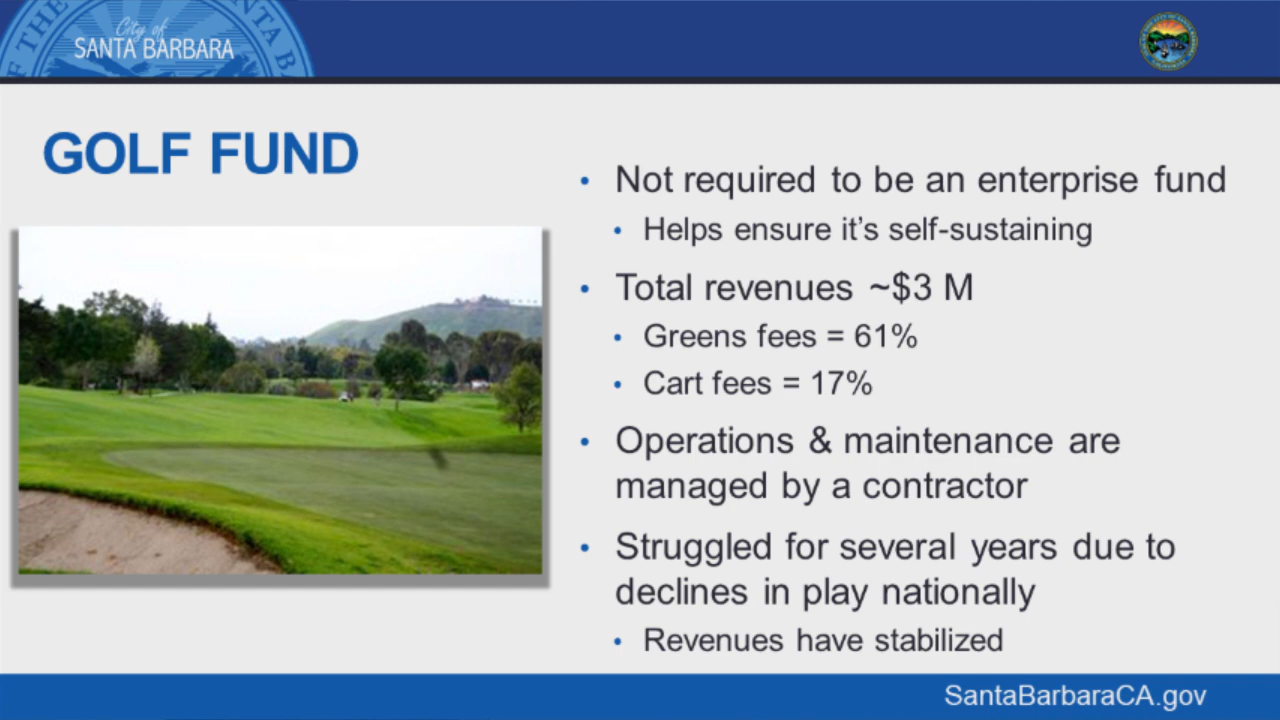 City of
SANTA BARBARA
GOLF FUND
• Not required to be an enterprise fund
• Helps ensure it's self-sustaining
• Total revenues ~$3 M
• Greens fees = 61%
• Cart fees = 17%
• Operations & maintenance are
managed by a contractor
• Struggled for several years due to
declines in play nationally
• Revenues have stabilized
SantaBarbaraCA.gov